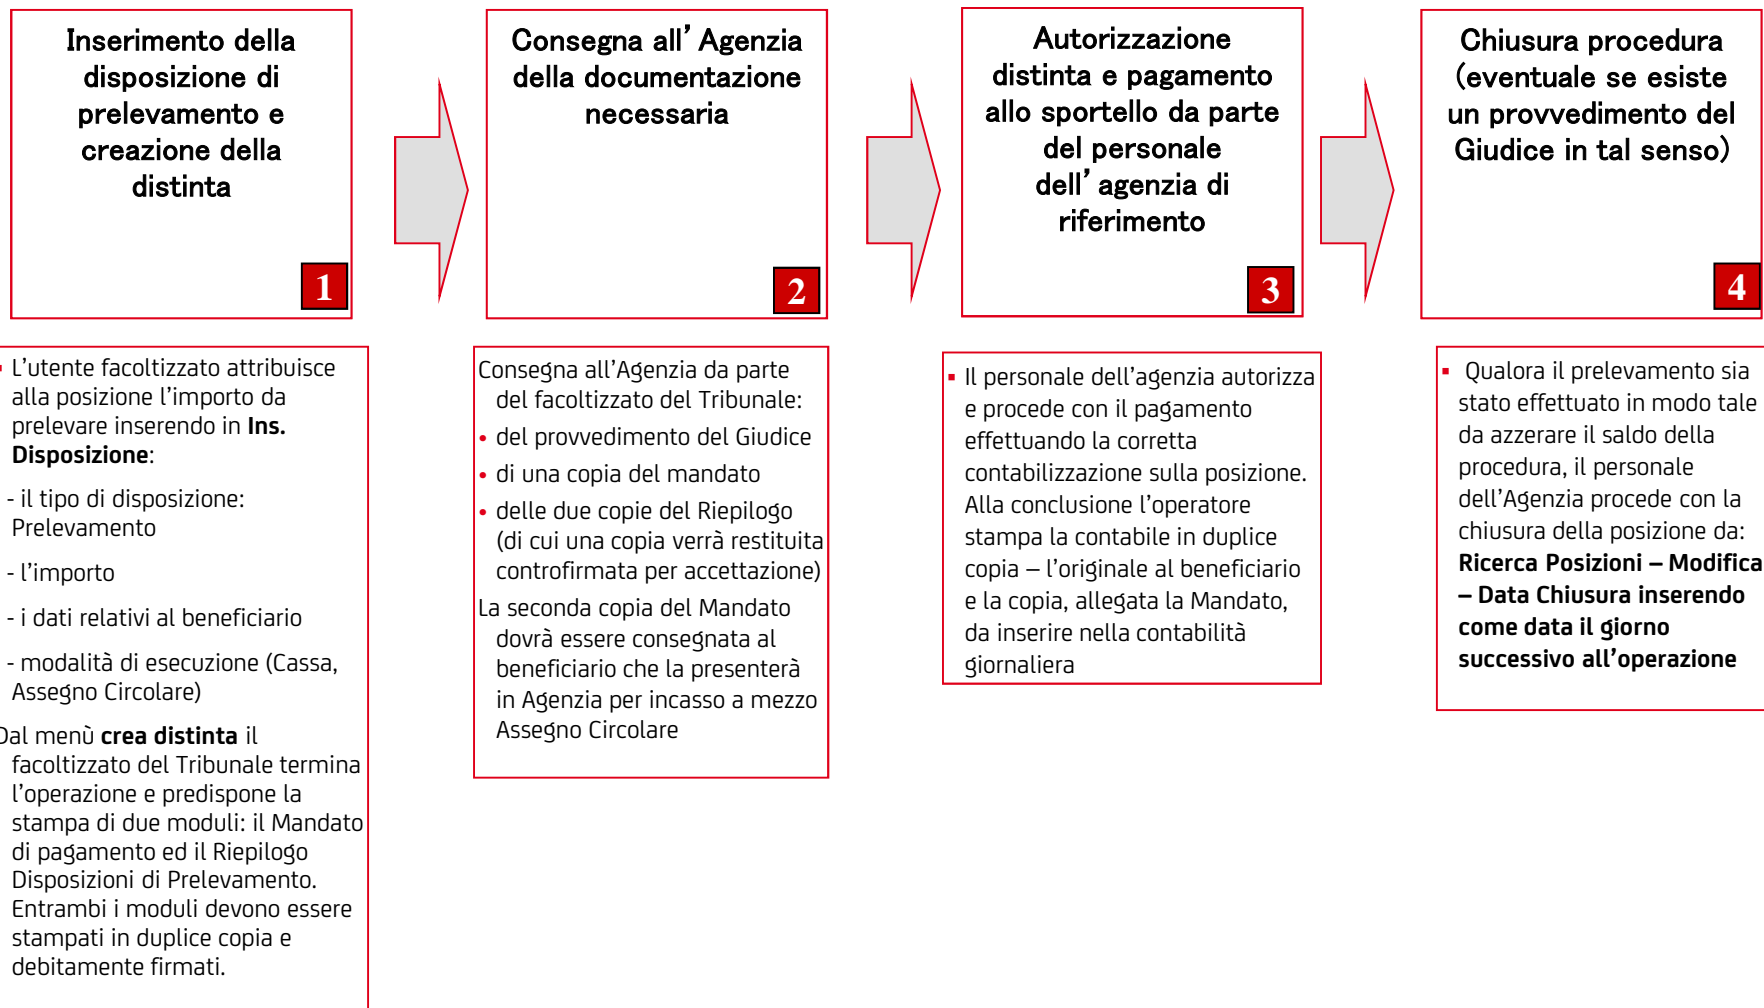 Inserimento della
disposizione di
prelevamento e
creazione della
distinta
1
Consegna all’Agenzia
della documentazione
necessaria
2
Autorizzazione
distinta e pagamento
allo sportello da parte
del personale
dell’agenzia di
riferimento
3
Chiusura procedura
(eventuale se esiste
un provvedimento del
Giudice in tal senso)
4
▪ L’utente facoltizzato attribuisce
alla posizione l’importo da
prelevare inserendo in Ins.
Disposizione:
- il tipo di disposizione:
Prelevamento
- l’importo
- i dati relativi al beneficiario
- modalità di esecuzione (Cassa,
Assegno Circolare)
Dal menù crea distinta il
facoltizzato del Tribunale termina
l’operazione e predispone la
stampa di due moduli: il Mandato
di pagamento ed il Riepilogo
Disposizioni di Prelevamento.
Entrambi i moduli devono essere
stampati in duplice copia e
debitamente firmati.
Consegna all’Agenzia da parte
del facoltizzato del Tribunale:
• del provvedimento del Giudice
• di una copia del mandato
• delle due copie del Riepilogo
(di cui una copia verrà restituita
controfirmata per accettazione)
La seconda copia del Mandato
dovrà essere consegnata al
beneficiario che la presenterà
in Agenzia per incasso a mezzo
Assegno Circolare
▪ Il personale dell’agenzia autorizza
e procede con il pagamento
effettuando la corretta
contabilizzazione sulla posizione.
Alla conclusione l’operatore
stampa la contabile in duplice
copia – l’originale al beneficiario
e la copia, allegata la Mandato,
da inserire nella contabilità
giornaliera
▪ Qualora il prelevamento sia
stato effettuato in modo tale
da azzerare il saldo della
procedura, il personale
dell’Agenzia procede con la
chiusura della posizione da:
Ricerca Posizioni – Modifica
– Data Chiusura inserendo
come data il giorno
successivo all’operazione